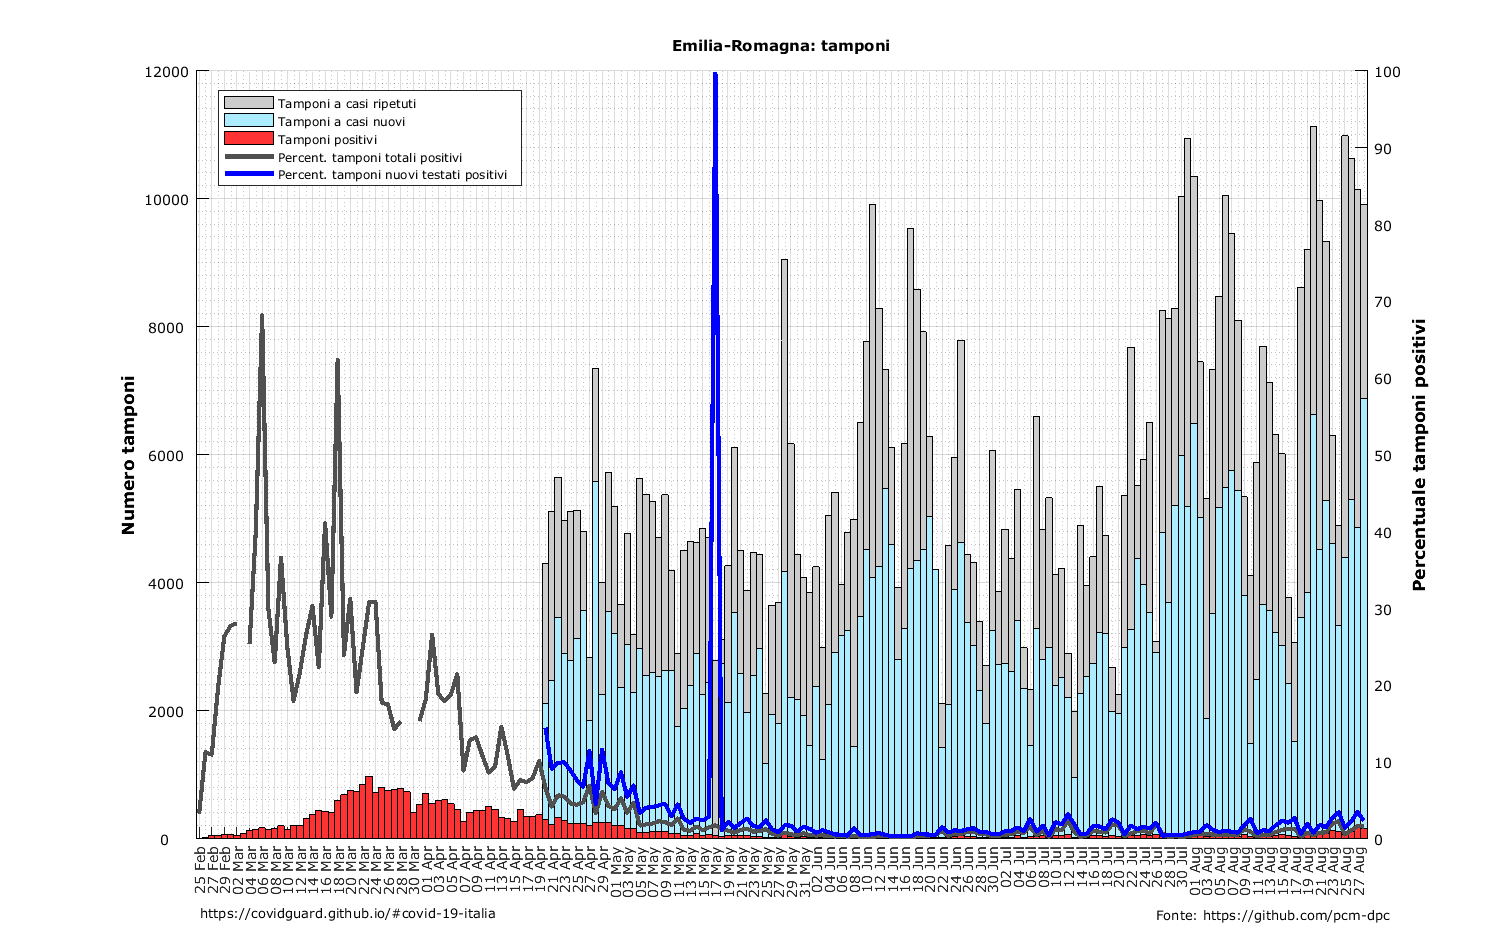 Emilia-Romagna: tamponi
12000
10000
8000
6000
4000
2000
0
Numero tamponi
Tamponi a casi ripetuti
Tamponi a casi nuovi
Tamponi positivi
Percent. tamponi totali positivi
Percent. tamponi nuovi testati positivi
100
90
80
70
60
50
40
30
20
10
0
Percentuale tamponi positivi
25 Feb
27 Feb
29 Feb
02 Mar
04 Mar
06 Mar
08 Mar
10 Mar
12 Mar
14 Mar
16 Mar
18 Mar
20 Mar
22 Mar
24 Mar
26 Mar
28 Mar
30 Mar
01 Apr
03 Apr
05 Apr
07 Apr
09 Apr
11 Apr
13 Apr
15 Apr
17 Apr
19 Apr
21 Apr
23 Apr
25 Apr
27 Apr
29 Apr
01 May
03 May
05 May
07 May
09 May
11 May
13 May
15 May
17 May
19 May
21 May
23 May
25 May
27 May
29 May
31 May
02 Jun
04 Jun
06 Jun
08 Jun
10 Jun
12 Jun
14 Jun
16 Jun
18 Jun
20 Jun
22 Jun
24 Jun
26 Jun
28 Jun
30 Jun
02 Jul
04 Jul
06 Jul
08 Jul
10 Jul
12 Jul
14 Jul
16 Jul
18 Jul
20 Jul
22 Jul
24 Jul
26 Jul
28 Jul
30 Jul
01 Aug
03 Aug
05 Aug
07 Aug
09 Aug
11 Aug
13 Aug
15 Aug
17 Aug
19 Aug
21 Aug
23 Aug
25 Aug
27 Aug
https://covidguard.github.io/#covid-19-italia
Fonte: https://github.com/pcm-dpc